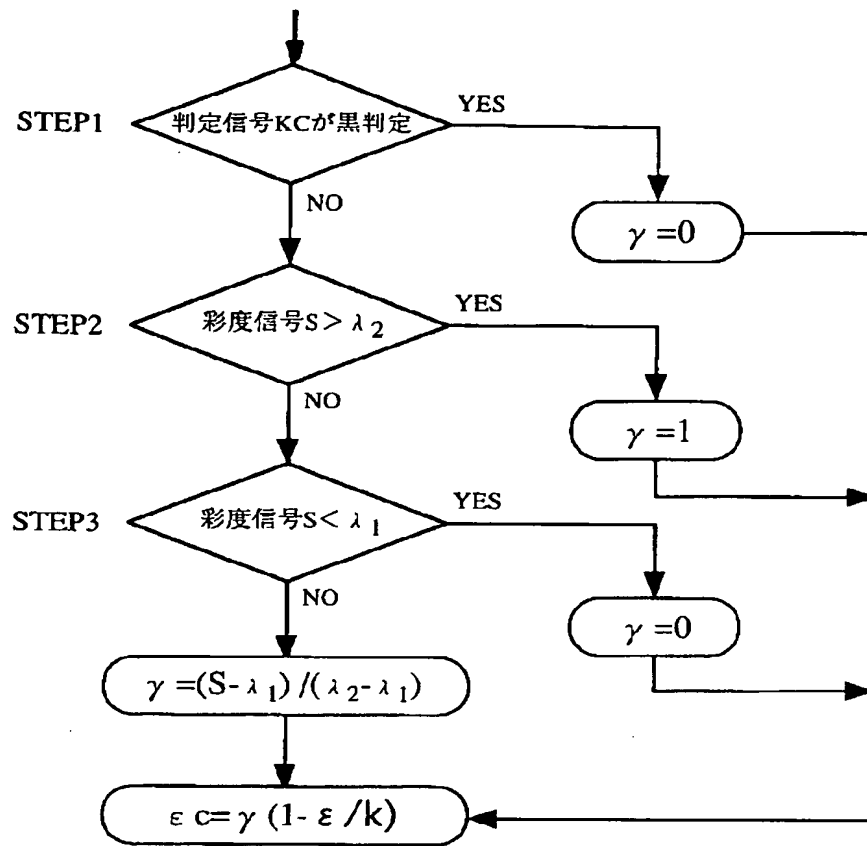 STEP1
判定信号KCが黒判定
YES
NO
γ=0
STEP2
彩度信号S>λ2
YES
NO
γ=1
STEP3
彩度信号S<λ1
YES
NO
γ=0
γ=(S-λ1)/(λ2-λ1)
εc=γ(1-ε/k)